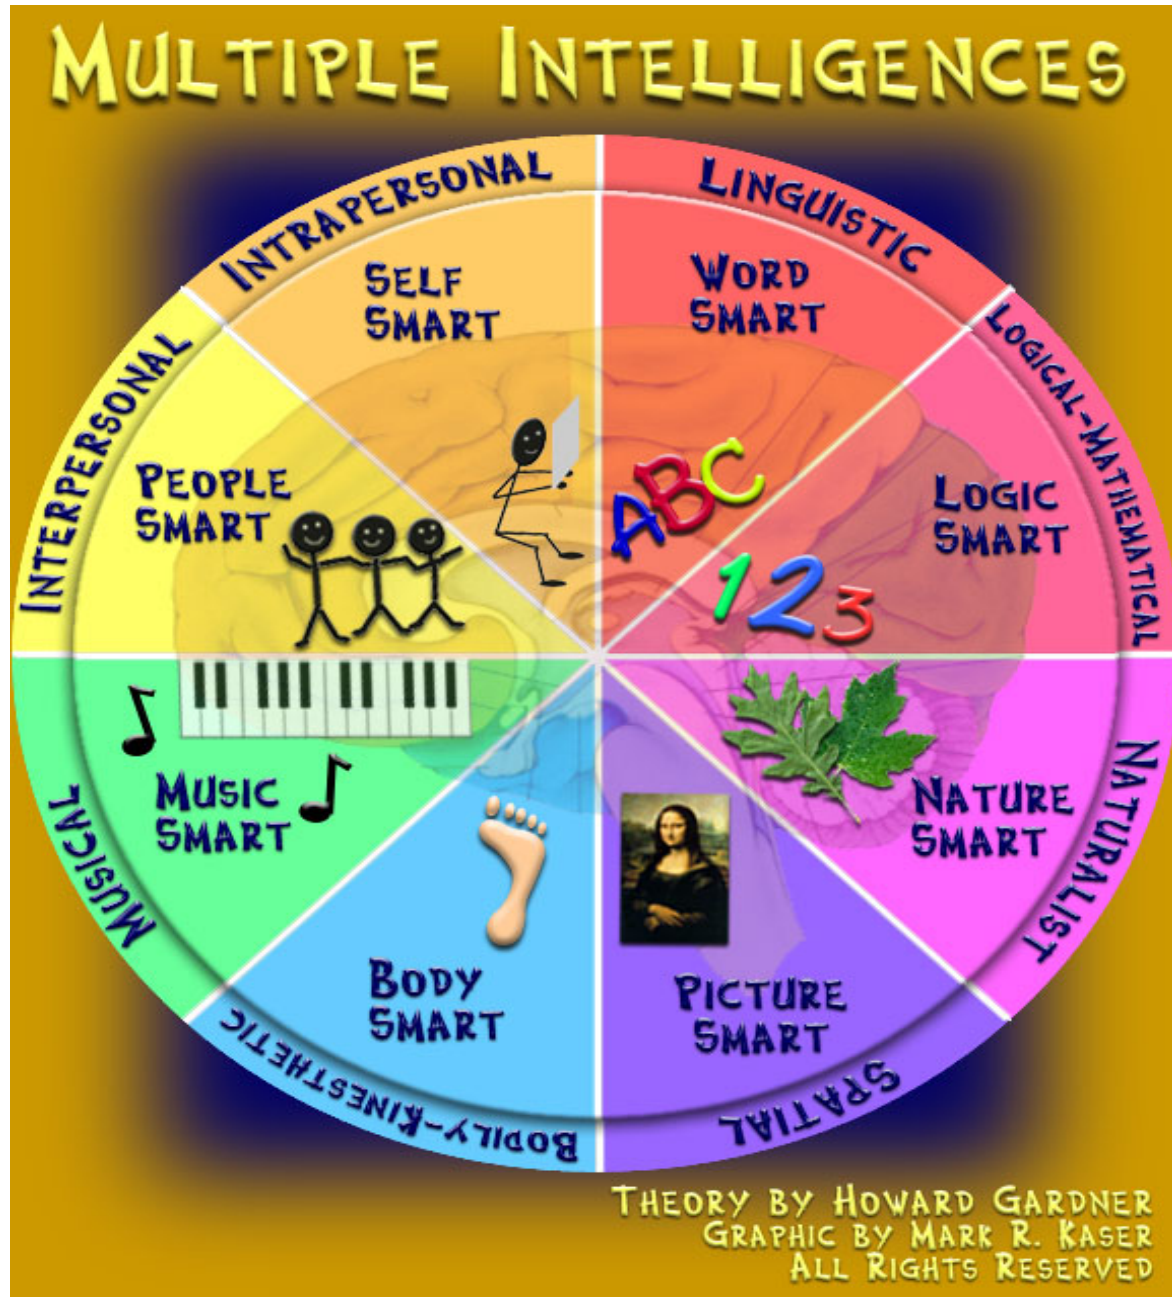 Multiple Intelligences
Intrapersonal
Linguistic
Self
Smart
Word
Smart
Interpersonal
Logical-Mathematical
People
Smart
Logic
Smart
ABC
123
Music
Smart
Nature
Smart
Musical
Naturalist
Body
Smart
Picture
Smart
Bodily-Kinesthetic
Spatial
Theory by Howard Gardner
Graphic by Mark R. Kaser
All Rights Reserved